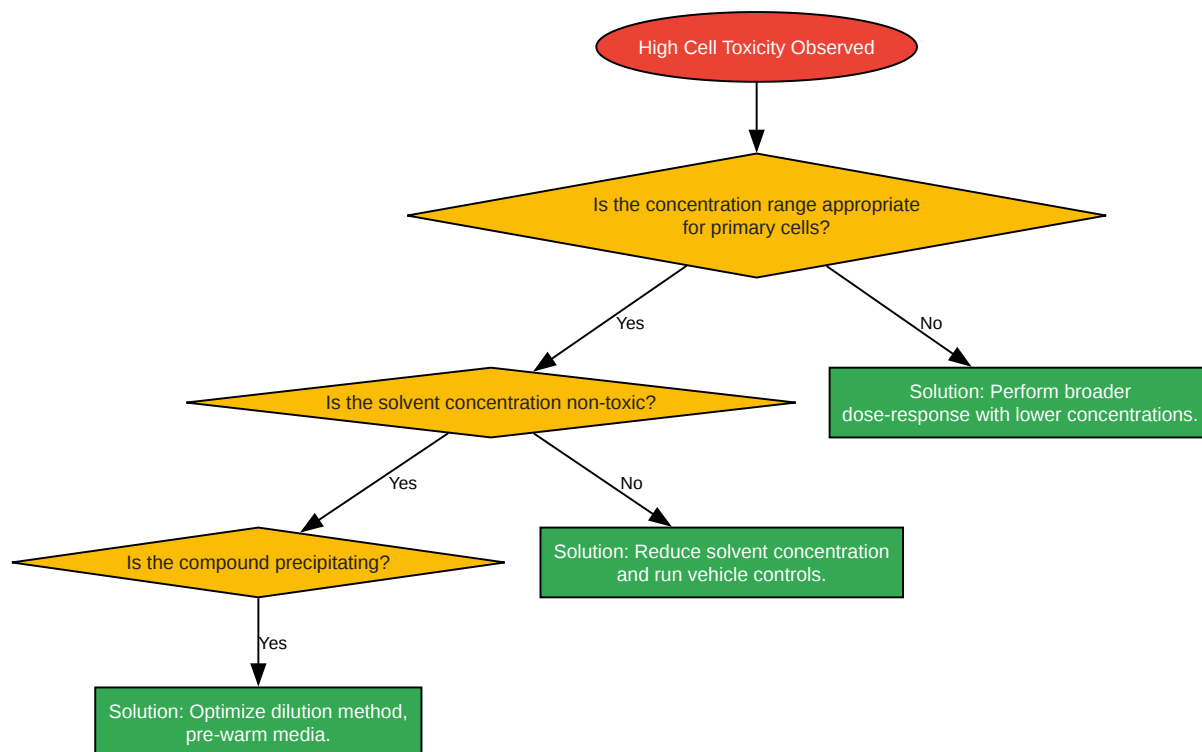 High Cell Toxicity Observed
Is the concentration range appropriate
for primary cells?
Yes
No
Is the solvent concentration non-toxic?
Solution: Perform broader
dose-response with lower concentrations.
Yes
No
Is the compound precipitating?
Solution: Reduce solvent concentration
and run vehicle controls.
Yes
Solution: Optimize dilution method,
pre-warm media.